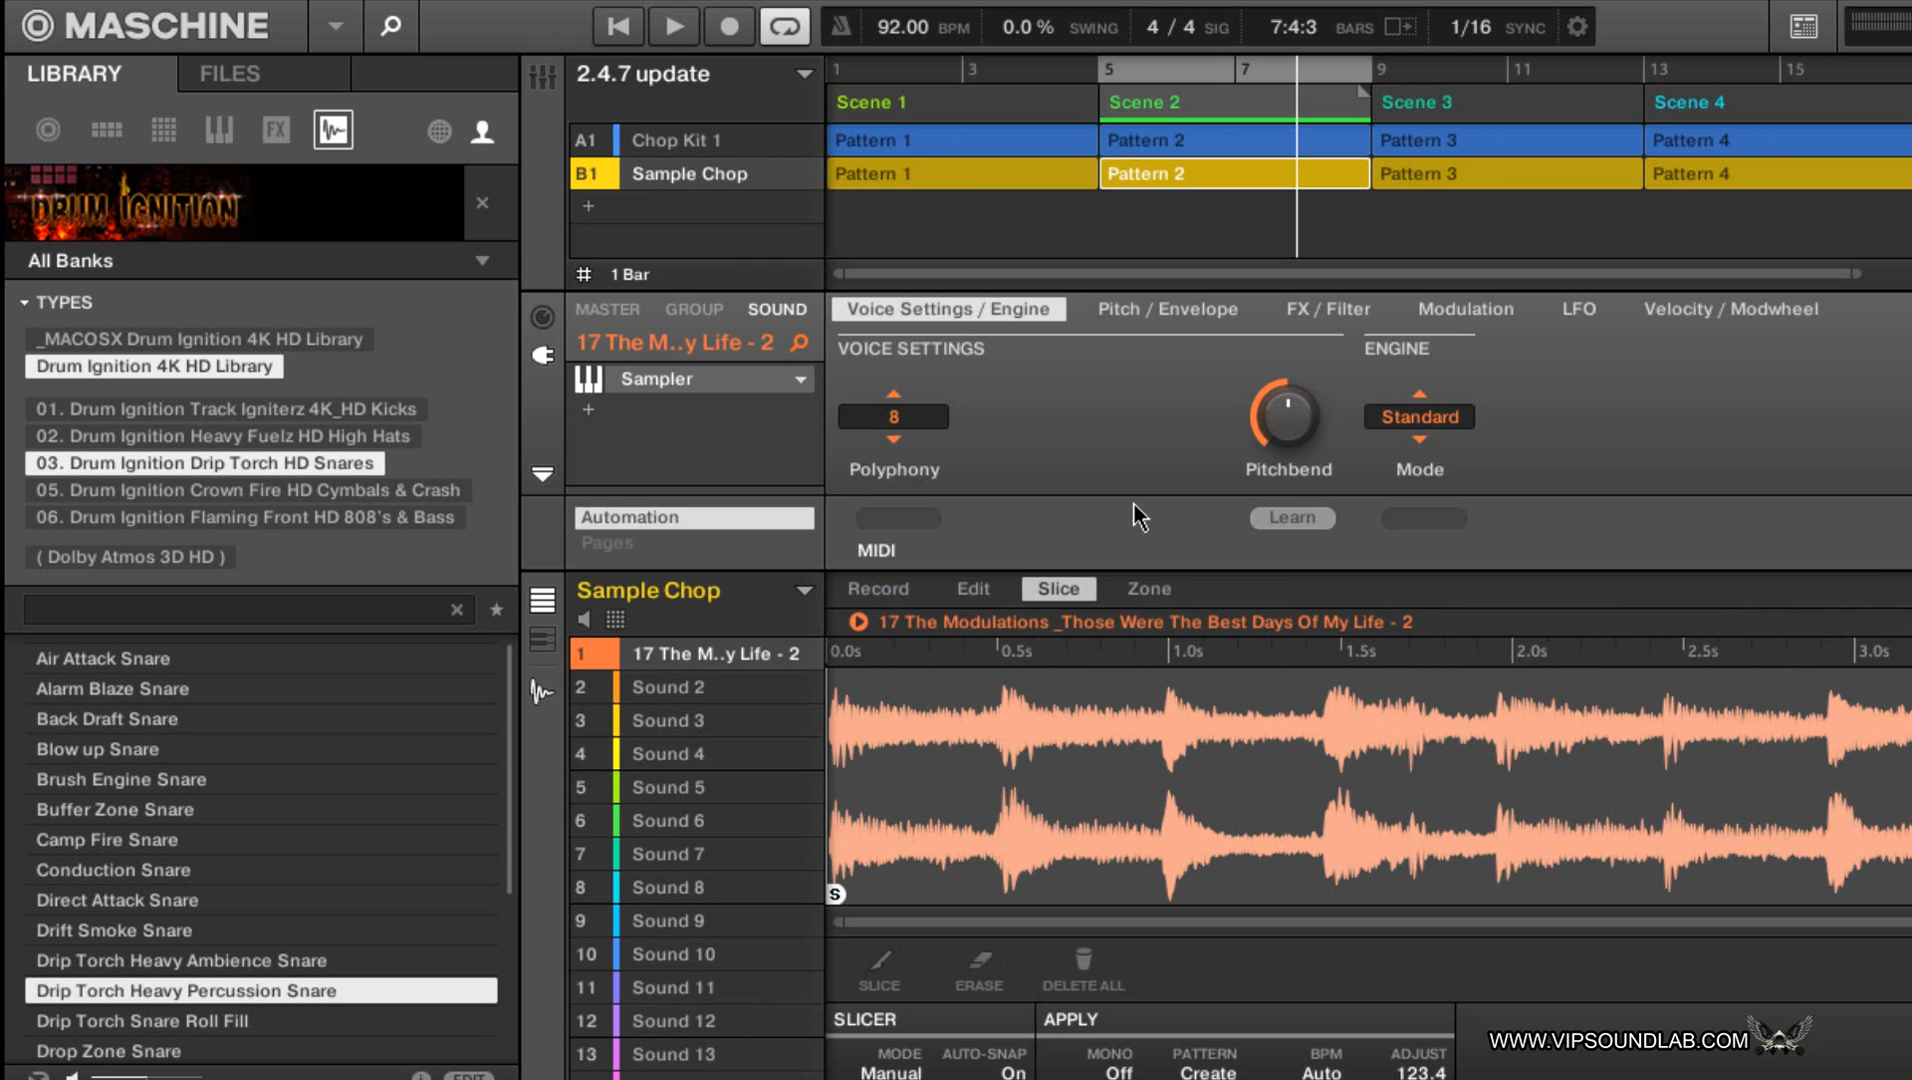 MASCHINE
92.00 BPM 0.0 % SWING 4 / 4 SIG 7:4:3 BARS 1/16 SYNC
LIBRARY FILES
FX
DRUM IGNITION
All Banks
TYPES
_MACOSX Drum Ignition 4K HD Library
Drum Ignition 4K HD Library
01. Drum Ignition Track Igniterz 4K_HD Kicks
02. Drum Ignition Heavy Fuelz HD High Hats
03. Drum Ignition Drip Torch HD Snares
05. Drum Ignition Crown Fire HD Cymbals & Crash
06. Drum Ignition Flaming Front HD 808's & Bass
( Dolby Atmos 3D HD )
Air Attack Snare
Alarm Blaze Snare
Back Draft Snare
Blow up Snare
Brush Engine Snare
Buffer Zone Snare
Camp Fire Snare
Conduction Snare
Direct Attack Snare
Drift Smoke Snare
Drip Torch Heavy Ambience Snare
Drip Torch Heavy Percussion Snare
Drip Torch Snare Roll Fill
Drop Zone Snare
EDIT
2.4.7 update
1 3 5 7 9 11 13 15
Scene 1 Scene 2 Scene 3 Scene 4
A1 Chop Kit 1 Pattern 1 Pattern 2 Pattern 3 Pattern 4
B1 Sample Chop Pattern 1 Pattern 2 Pattern 3 Pattern 4
+
# 1 Bar
MASTER GROUP SOUND
17 The M..y Life - 2
Sampler
+
Automation
Pages
Voice Settings / Engine Pitch / Envelope FX / Filter Modulation LFO Velocity / Modwheel
VOICE SETTINGS ENGINE
8 Standard
Polyphony Pitchbend Mode
Learn
MIDI
Sample Chop
1 17 The M..y Life - 2
2 Sound 2
3 Sound 3
4 Sound 4
5 Sound 5
6 Sound 6
7 Sound 7
8 Sound 8
9 Sound 9
10 Sound 10
11 Sound 11
12 Sound 12
13 Sound 13
Record Edit Slice Zone
17 The Modulations _Those Were The Best Days Of My Life - 2
0.0s 0.5s 1.0s 1.5s 2.0s 2.5s 3.0s
S
SLICE ERASE DELETE ALL
SLICER APPLY
MODE AUTO-SNAP MONO PATTERN BPM ADJUST
Manual On Off Create Auto 123.4
WWW.VIPSOUNDLAB.COM